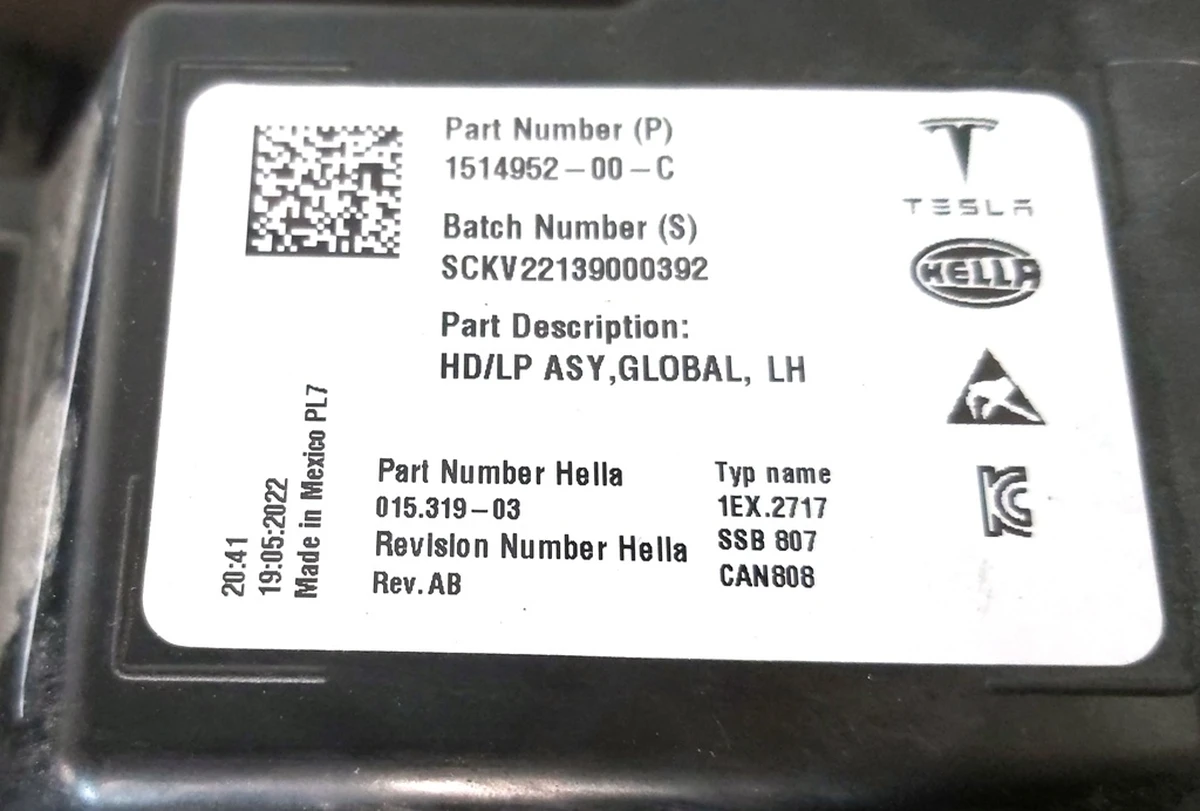 Part Number (P)
1514952-00-C
Batch Number (S)
SCKV22139000392
Part Description:
HD/LP ASY,GLOBAL, LH
TESLA
HELLA
20:41
19:05:2022
Made in Mexico PL7
Part Number Hella
015.319-03
Revision Number Hella
Rev.AB
Typ name
1EX.2717
SSB 807
CAN808